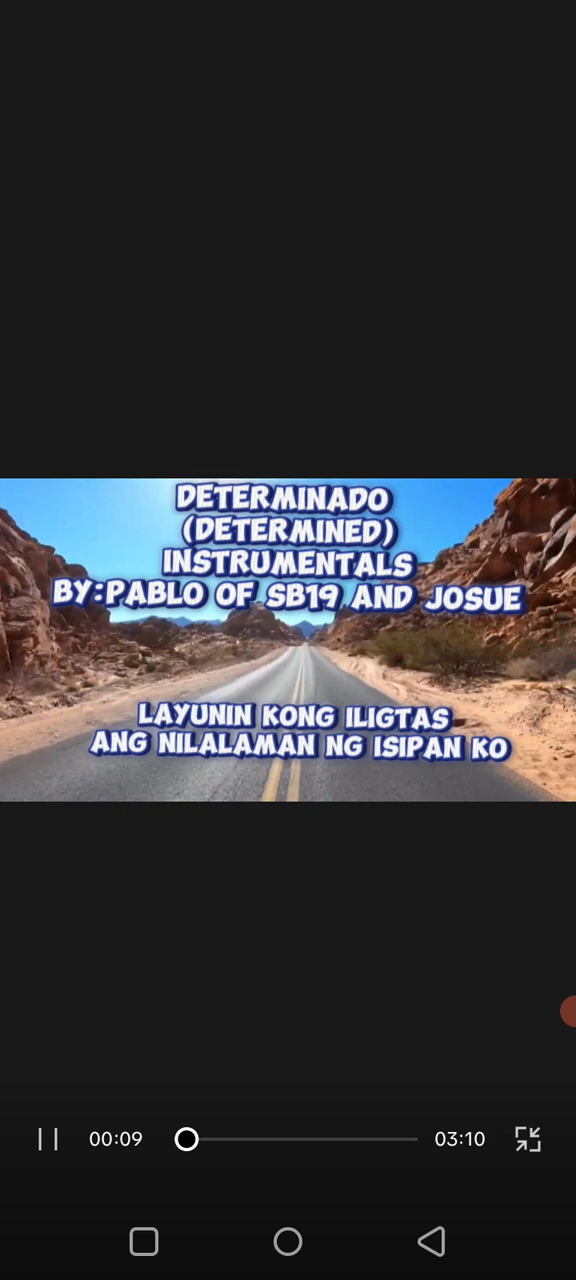 DETERMINADO
(DETERMINED)
INSTRUMENTALS
BY:PABLO OF SB19 AND JOSUE
LAYUNIN KONG ILIGTAS
ANG NILALAMAN NG ISIPAN KO
00:09
03:10